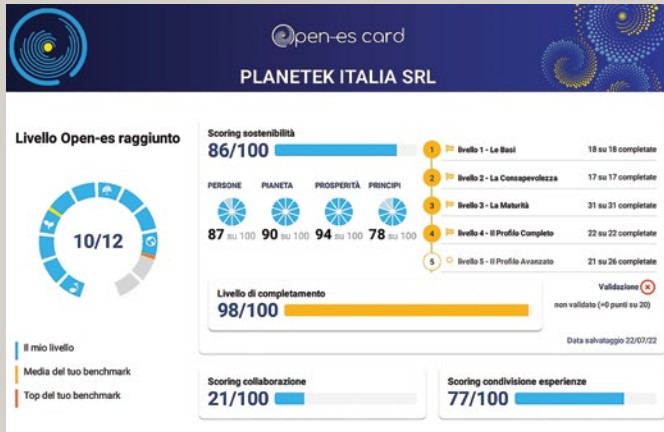 Open-es card
PLANETEK ITALIA SRL
Livello Open-es raggiunto
10/12
Il mio livello
Media del tuo benchmark
Top del tuo benchmark
Scoring sostenibilità
86/100
PERSONE PIANETA PROSPERITÀ PRINCIPI
87 su 100 90 su 100 94 su 100 78 su 100
1 livello 1 - Le Basi 18 su 18 completate
2 livello 2 - La Consapevolezza 17 su 17 completate
3 livello 3 - La Maturità 31 su 31 completate
4 livello 4 - Il Profilo Completo 22 su 22 completate
5 livello 5 - Il Profilo Avanzato 21 su 26 completate
Livello di completamento
98/100
Validazione
non validato (+0 punti su 20)
Data salvataggio 22/07/22
Scoring collaborazione
21/100
Scoring condivisione esperienze
77/100